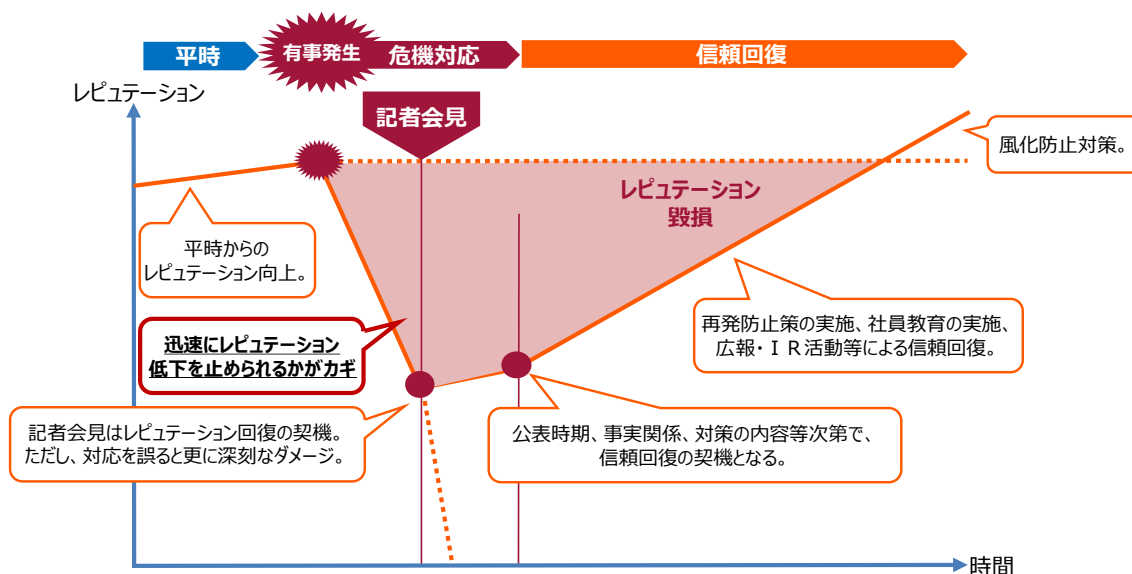 平時
有事発生
危機対応
信頼回復
レピュテーション
記者会見
風化防止対策。
レピュテーション
毀損
平時からの
レピュテーション向上。
再発防止策の実施、社員教育の実施、
広報・ＩＲ活動等による信頼回復。
迅速にレピュテーション
低下を止められるかがカギ
記者会見はレピュテーション回復の契機。
ただし、対応を誤ると更に深刻なダメージ。
公表時期、事実関係、対策の内容等次第で、
信頼回復の契機となる。
時間